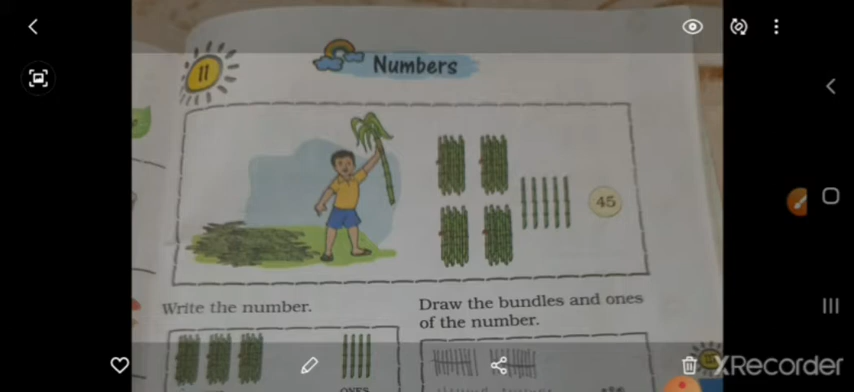 11
Numbers
45
Write the number.
Draw the bundles and ones
of the number.
ONES
XRecorder